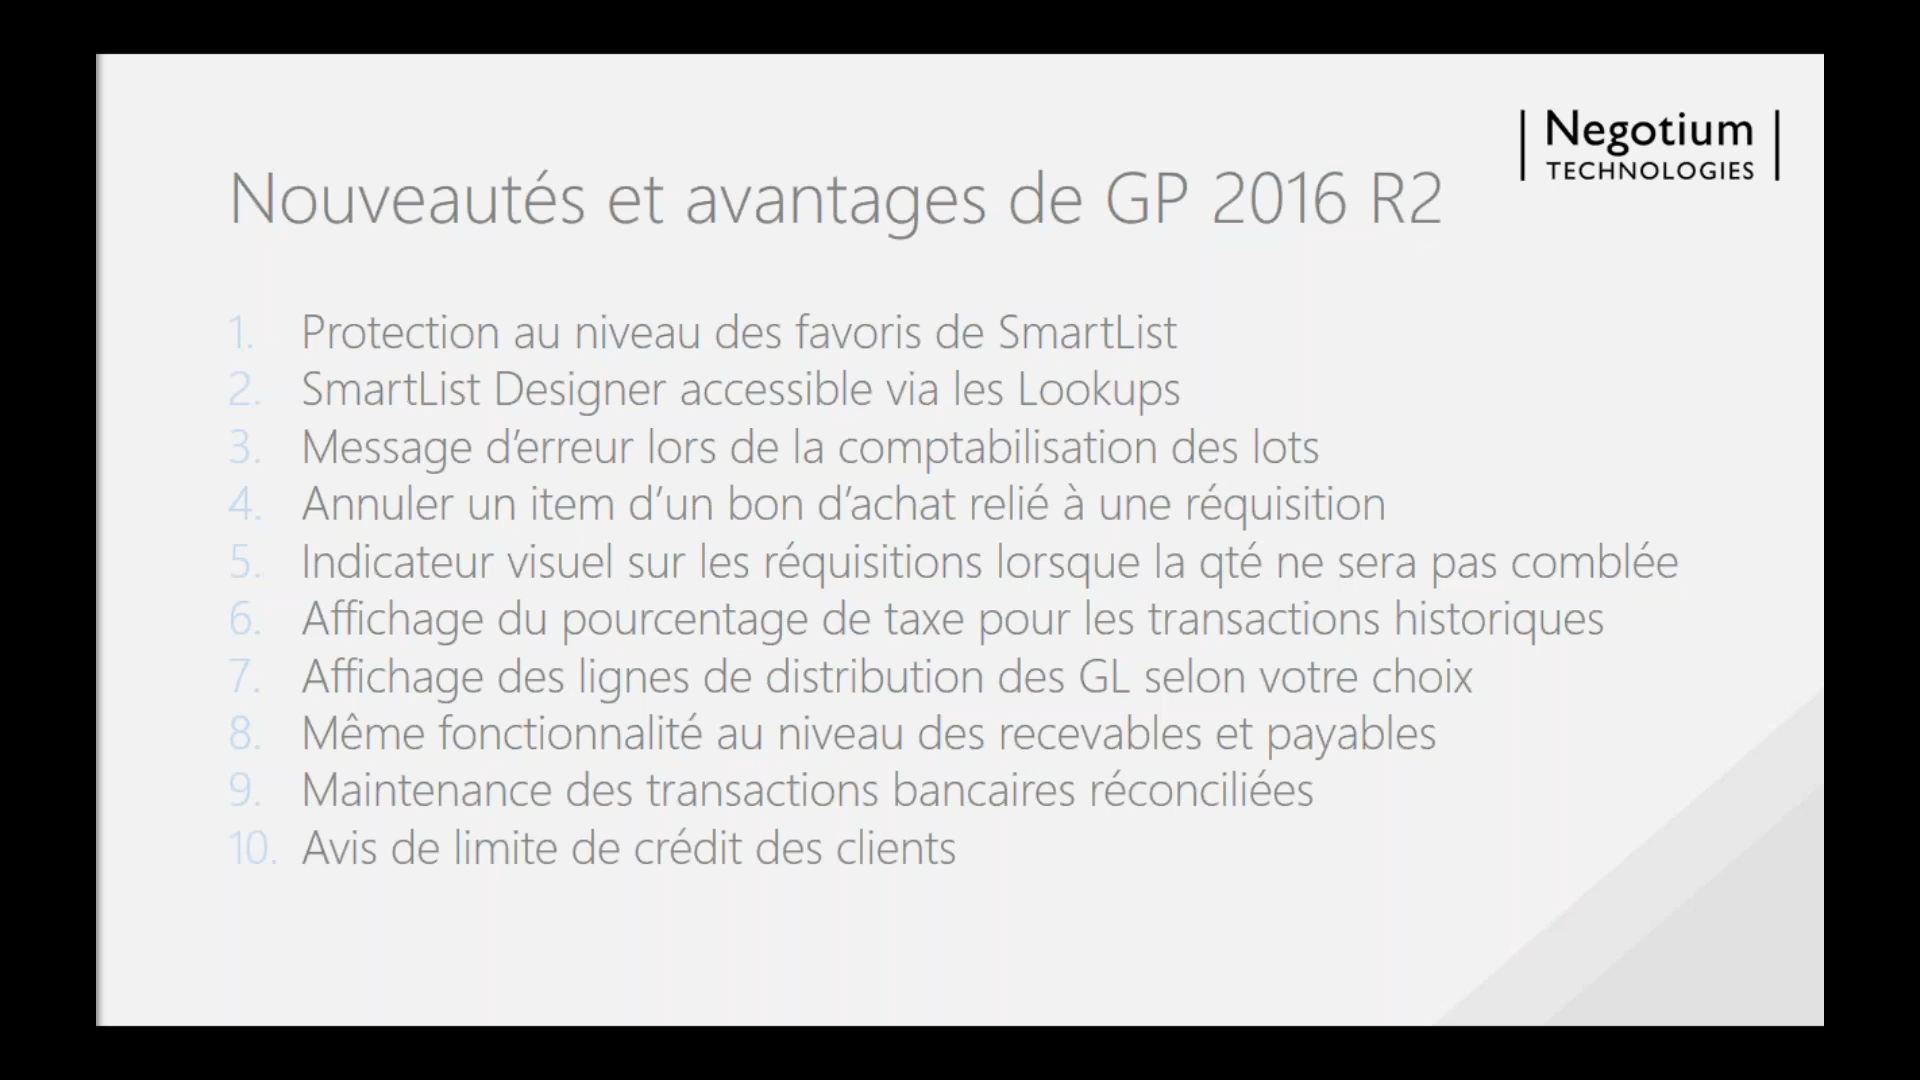 Negotium
TECHNOLOGIES
Nouveautés et avantages de GP 2016 R2
1. Protection au niveau des favoris de SmartList
2. SmartList Designer accessible via les Lookups
3. Message d’erreur lors de la comptabilisation des lots
4. Annuler un item d’un bon d’achat relié à une réquisition
5. Indicateur visuel sur les réquisitions lorsque la qté ne sera pas comblée
6. Affichage du pourcentage de taxe pour les transactions historiques
7. Affichage des lignes de distribution des GL selon votre choix
8. Même fonctionnalité au niveau des recevables et payables
9. Maintenance des transactions bancaires réconciliées
10. Avis de limite de crédit des clients